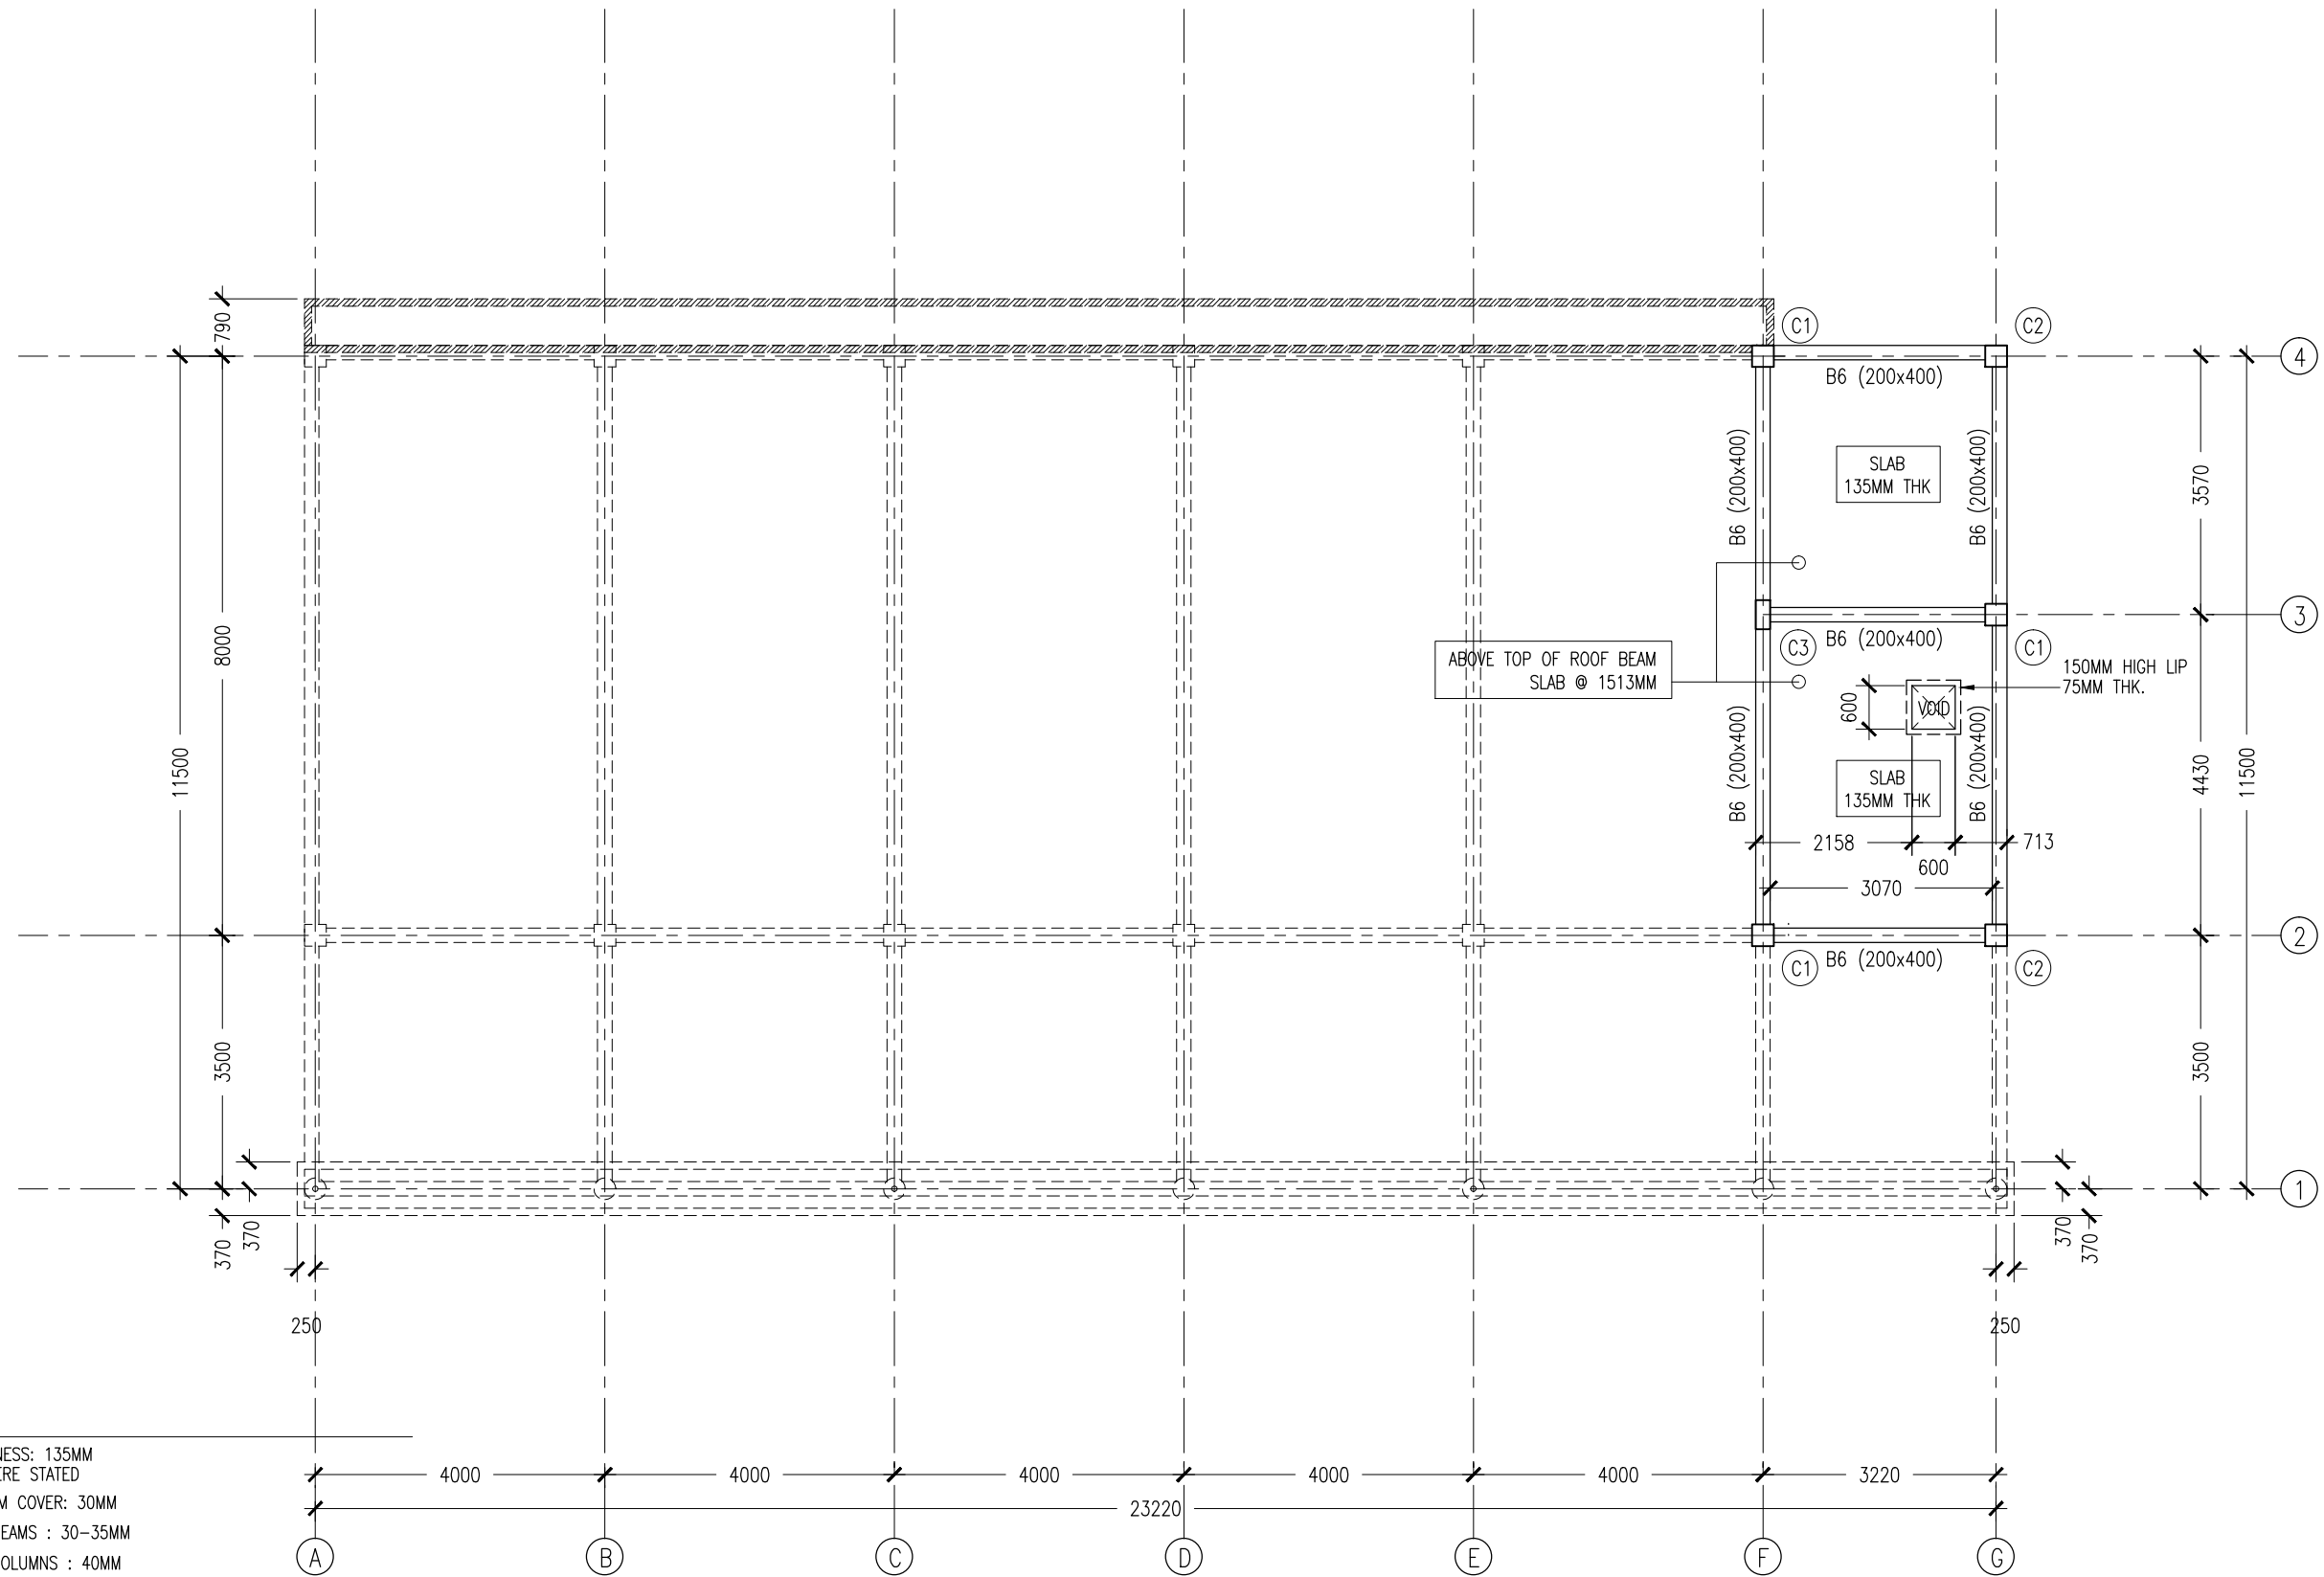 C1
C2
790
4
B6 (200x400)
B6 (200x400)
B6 (200x400)
SLAB
135MM THK
3570
3
B6 (200x400)
C3
C1
8000
ABOVE TOP OF ROOF BEAM
SLAB @ 1513MM
150MM HIGH LIP
75MM THK.
600
VOID
B6 (200x400)
B6 (200x400)
11500
SLAB
135MM THK
4430
11500
2158
600
713
3070
2
B6 (200x400)
C1
C2
3500
3500
1
370
370
370
370
250
250
NESS: 135MM
ERE STATED
M COVER: 30MM
EAMS : 30-35MM
OLUMNS : 40MM
4000
4000
4000
4000
4000
3220
23220
A
B
C
D
E
F
G